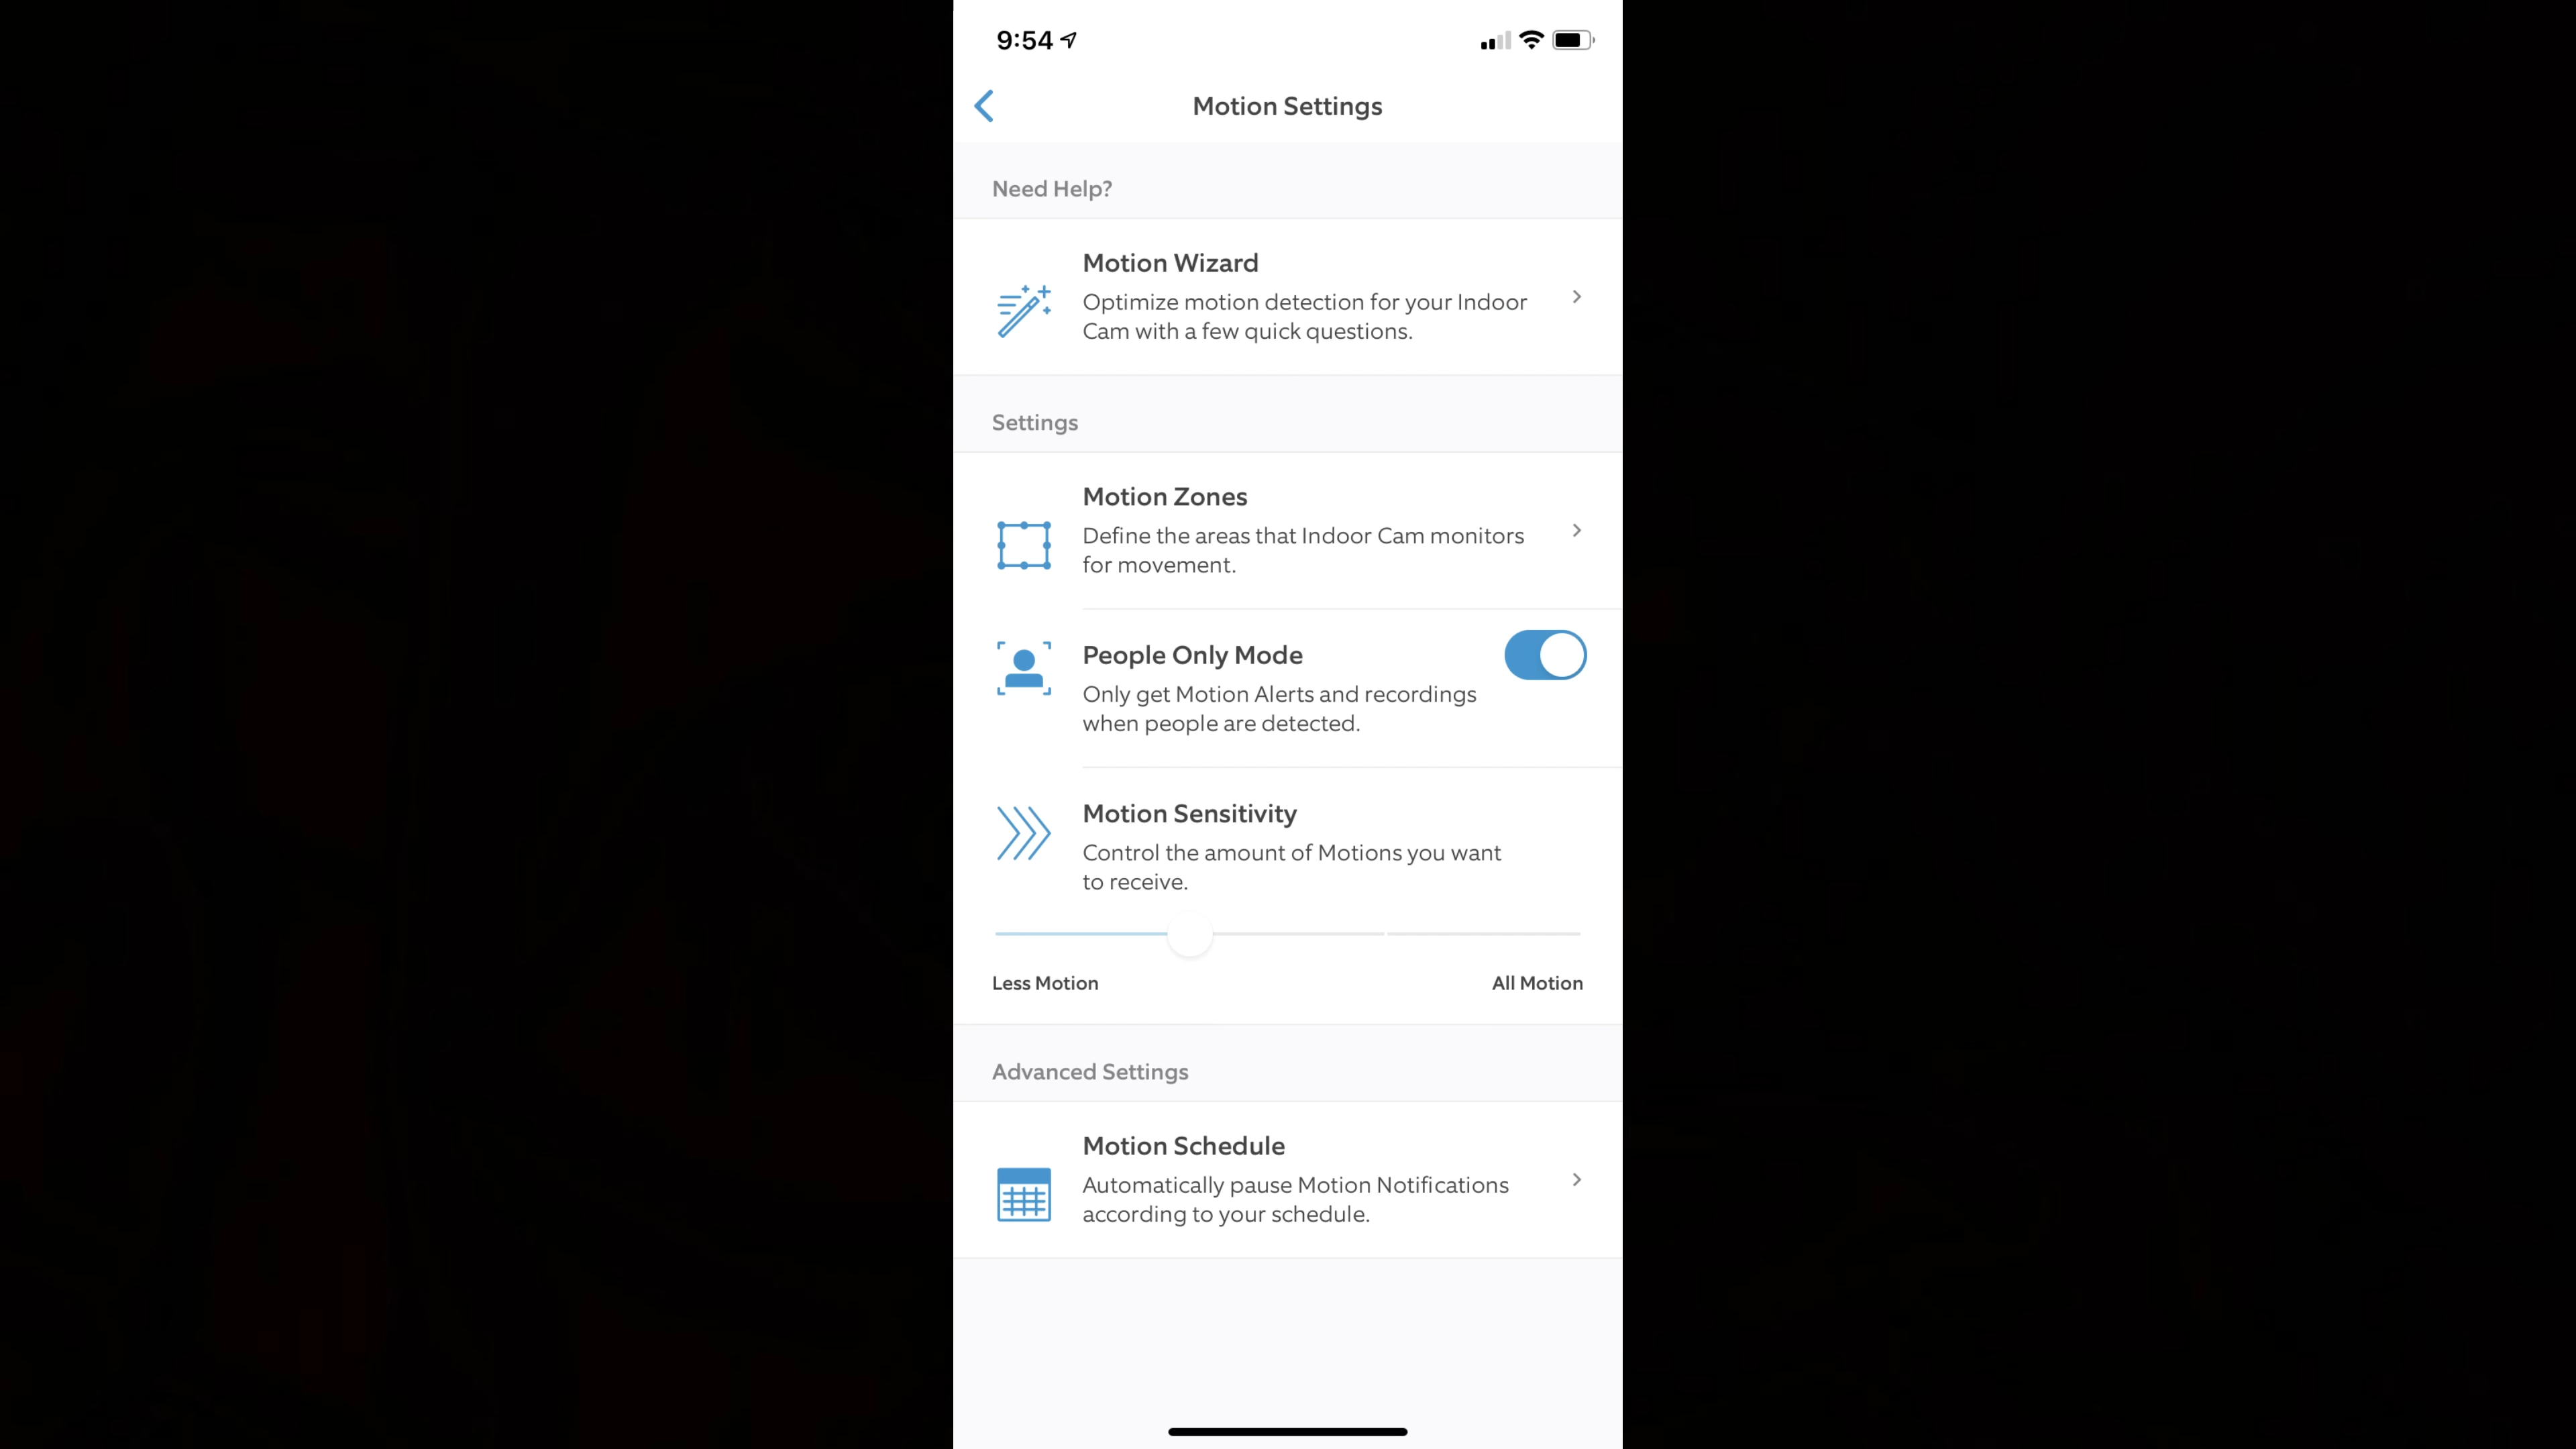 9:54
Motion Settings
Need Help?
Motion Wizard
Optimize motion detection for your Indoor
Cam with a few quick questions.
Settings
Motion Zones
Define the areas that Indoor Cam monitors
for movement.
People Only Mode
Only get Motion Alerts and recordings
when people are detected.
Motion Sensitivity
Control the amount of Motions you want
to receive.
Less Motion All Motion
Advanced Settings
Motion Schedule
Automatically pause Motion Notifications
according to your schedule.